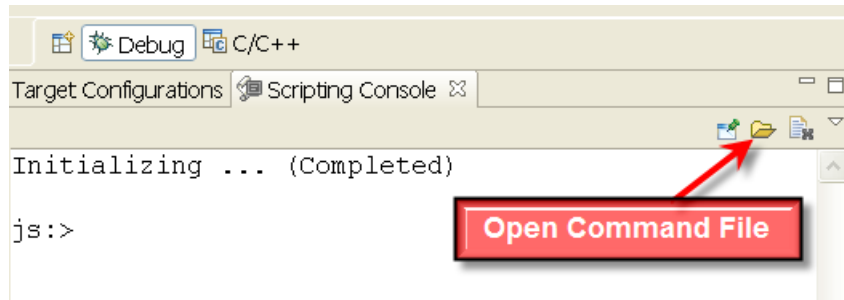 Debug C/C++
Target Configurations Scripting Console
Initializing ... (Completed)
js:>
Open Command File